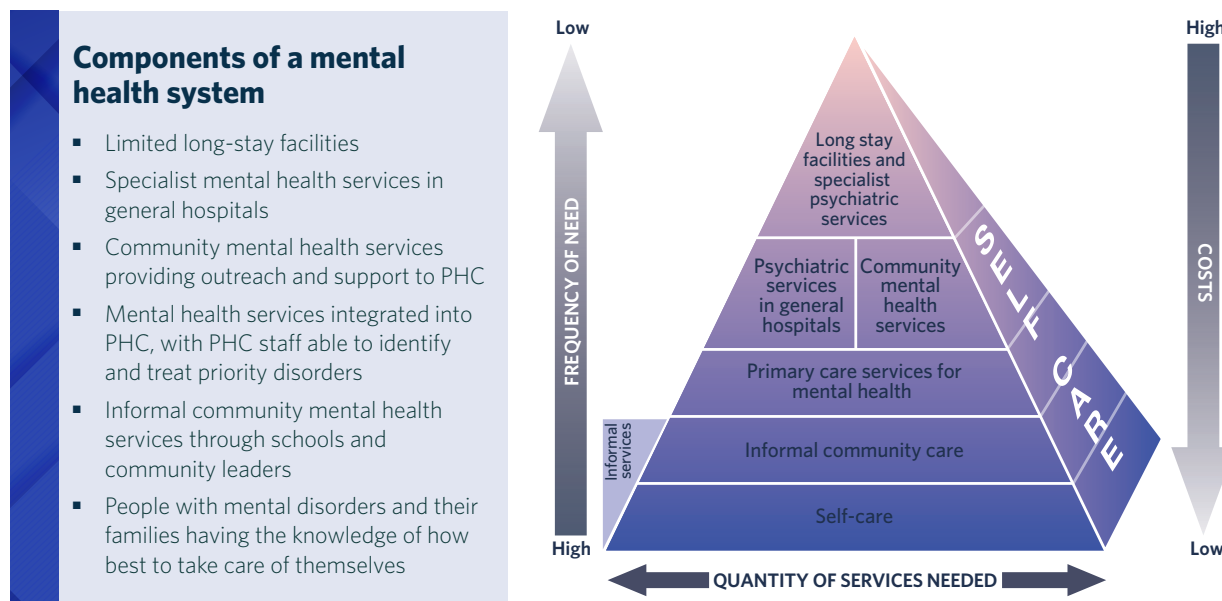 Components of a mental
health system
▪ Limited long-stay facilities
▪ Specialist mental health services in
general hospitals
▪ Community mental health services
providing outreach and support to PHC
▪ Mental health services integrated into
PHC, with PHC staff able to identify
and treat priority disorders
▪ Informal community mental health
services through schools and
community leaders
▪ People with mental disorders and their
families having the knowledge of how
best to take care of themselves
Low
FREQUENCY OF NEED
High
Long stay
facilities and
specialist
psychiatric
services
Psychiatric
services
in general
hospitals
Community
mental
health
services
Primary care services for
mental health
Informal
services
Informal community care
Self-care
SELF CARE
QUANTITY OF SERVICES NEEDED
High
COSTS
Low